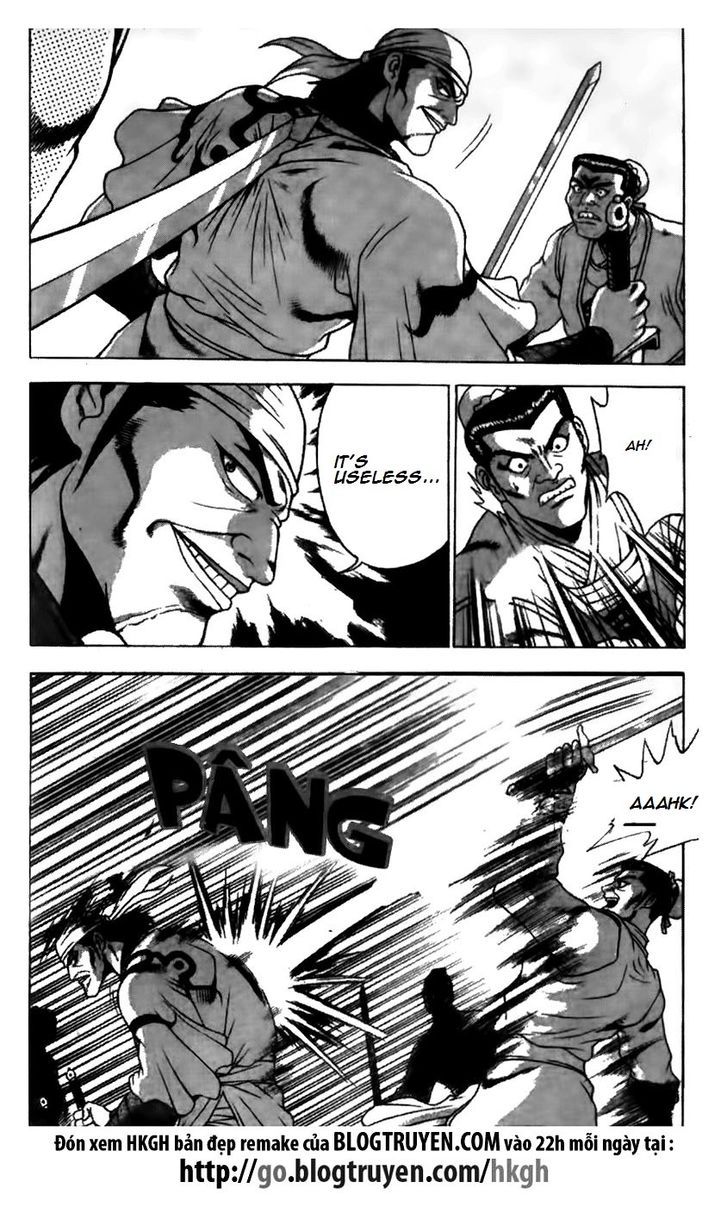 IT'S
USELESS...
AH!
PÂNG
AAAHK!
Đón xem HKGH bản đẹp remake của BLOGTRUYEN.COM vào 22h mỗi ngày tại :
http://go.blogtruyen.com/hkgh